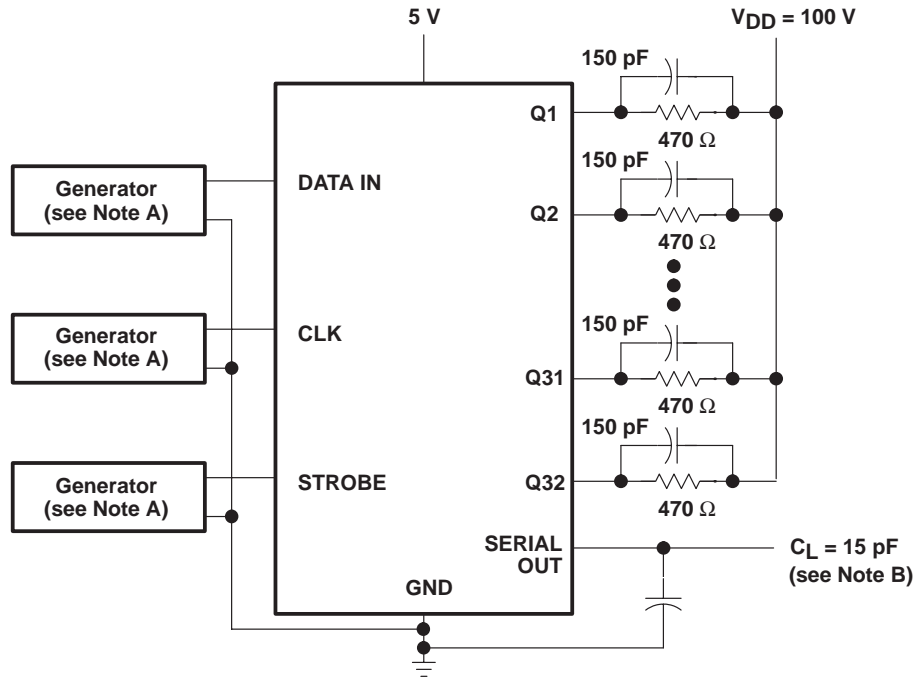 5 V
V_DD = 100 V
150 pF
Q1
470 Ω
Generator
(see Note A)
DATA IN
150 pF
Q2
470 Ω
Generator
(see Note A)
CLK
150 pF
Q31
470 Ω
150 pF
Generator
(see Note A)
STROBE
Q32
470 Ω
SERIAL
OUT
C_L = 15 pF
(see Note B)
GND